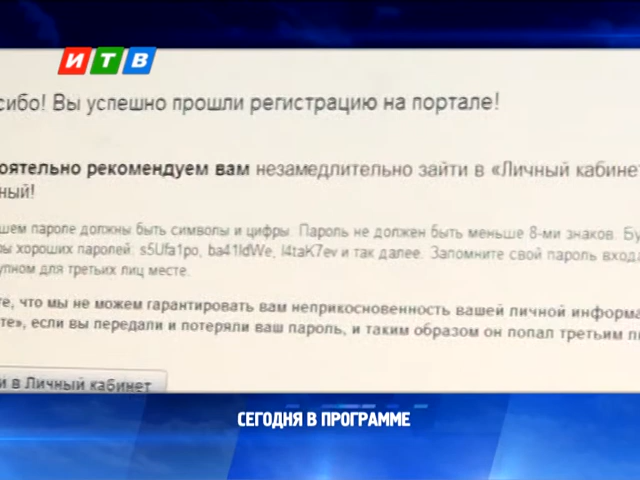 ИТВ
сибо! Вы успешно прошли регистрацию на портале!
оятельно рекомендуем вам незамедлительно зайти в «Личный кабинет
ный!
шем пароле должны быть символы и цифры. Пароль не должен быть меньше 8-ми знаков. Бу
ры хороших паролей: s5Ufa1po, ba41ldWe, l4taK7ev и так далее. Запомните свой пароль входа
упном для третьих лиц месте.
те, что мы не можем гарантировать вам неприкосновенность вашей личной информа
те», если вы передали и потеряли ваш пароль, и таким образом он попал третьим ли
и в Личный кабинет
СЕГОДНЯ В ПРОГРАММЕ